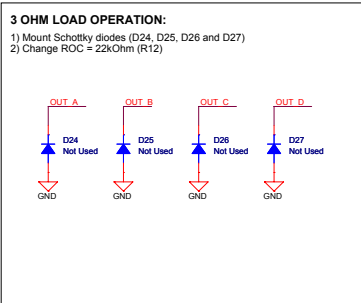 3 OHM LOAD OPERATION:
1) Mount Schottky diodes (D24, D25, D26 and D27)
2) Change ROC = 22kOhm (R12)
OUT_A OUT_B OUT_C OUT_D
D24 D25 D26 D27
Not Used Not Used Not Used Not Used
GND GND GND GND